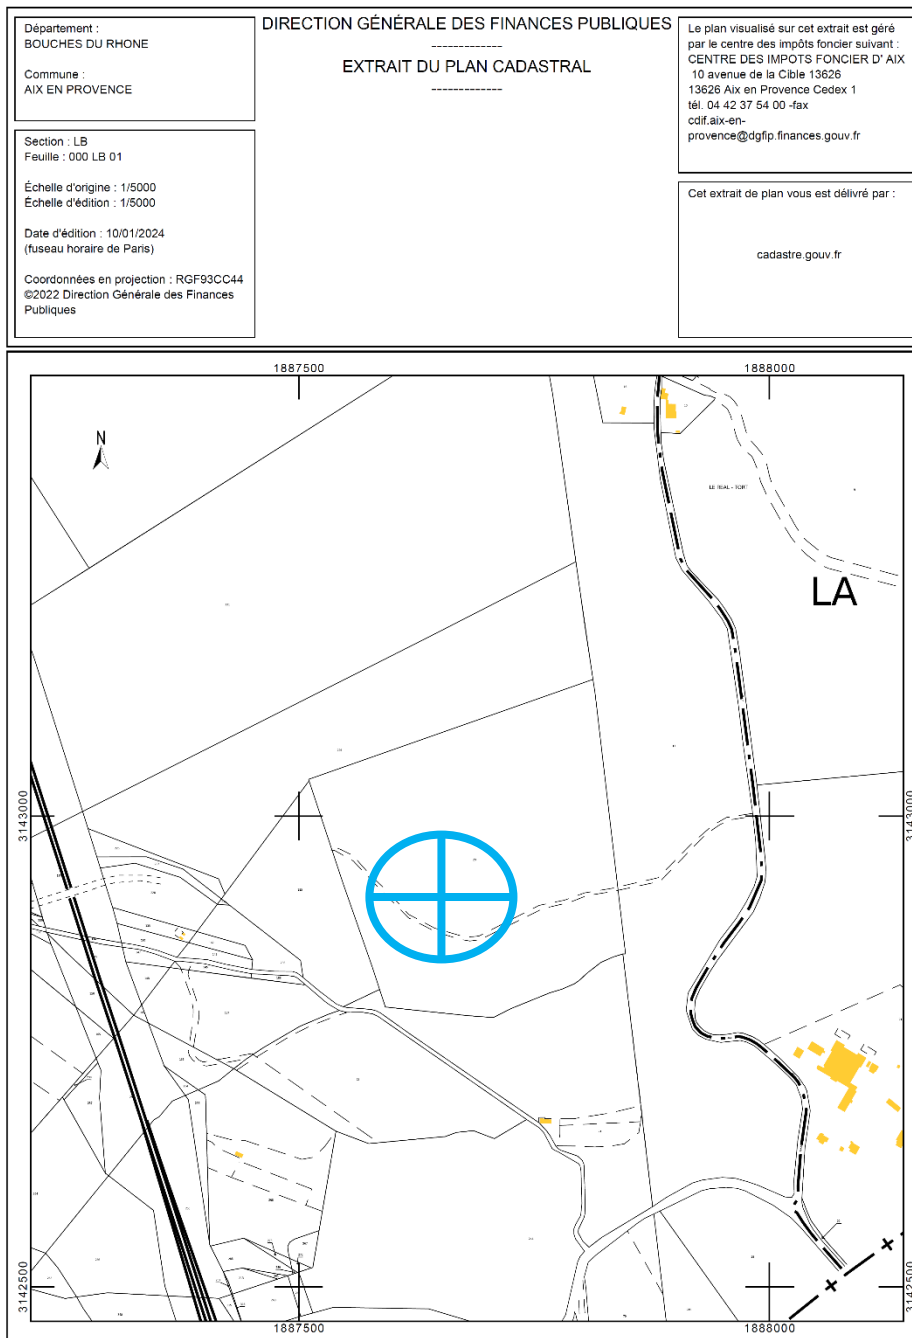 Département :
BOUCHES DU RHONE
Commune :
AIX EN PROVENCE
Section : LB
Feuille : 000 LB 01
Échelle d'origine : 1/5000
Échelle d'édition : 1/5000
Date d'édition : 10/01/2024
(fuseau horaire de Paris)
Coordonnées en projection : RGF93CC44
©2022 Direction Générale des Finances
Publiques
DIRECTION GÉNÉRALE DES FINANCES PUBLIQUES
-------------
EXTRAIT DU PLAN CADASTRAL
-------------
Le plan visualisé sur cet extrait est géré
par le centre des impôts foncier suivant :
CENTRE DES IMPOTS FONCIER D' AIX
10 avenue de la Cible 13626
13626 Aix en Provence Cedex 1
tél. 04 42 37 54 00 -fax
cdif.aix-en-
provence@dgfip.finances.gouv.fr
Cet extrait de plan vous est délivré par :
cadastre.gouv.fr
1887500
1888000
N
LE REAL - TORT
LA
3143000
3143000
3142500
3142500
1887500
1888000